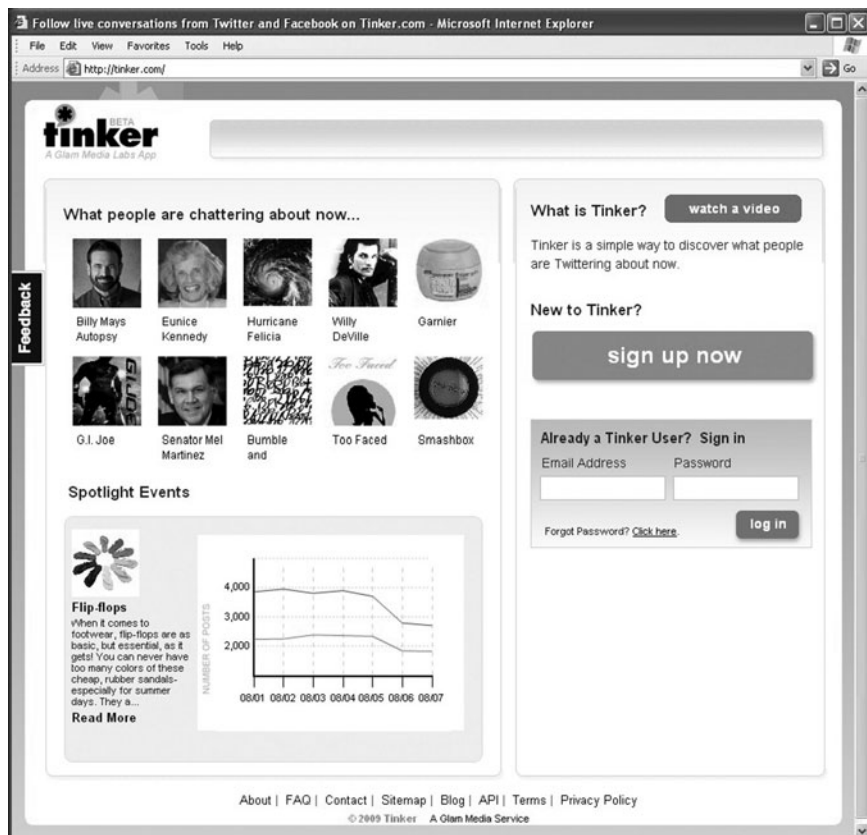 Follow live conversations from Twitter and Facebook on Tinker.com - Microsoft Internet Explorer
File Edit View Favorites Tools Help
Address http://tinker.com/ Go
BETA
tinker
A Glam Media Labs App
What people are chattering about now...
Billy Mays
Autopsy
Eunice
Kennedy
Hurricane
Felicia
Willy
DeVille
Garnier
G.I. JOE
Too Faced
G.I. Joe
Senator Mel
Martinez
Bumble
and
Too Faced
Smashbox
Feedback
Spotlight Events
Flip-flops
When it comes to
footwear, flip-flops are as
basic, but essential, as it
gets! You can never have
too many colors of these
cheap, rubber sandals-
especially for summer
days. They a...
Read More
NUMBER OF POSTS
4,000
3,000
2,000
08/01 08/02 08/03 08/04 08/05 08/06 08/07
What is Tinker? watch a video
Tinker is a simple way to discover what people
are Twittering about now.
New to Tinker?
sign up now
Already a Tinker User? Sign in
Email Address Password
Forgot Password? Click here. log in
About | FAQ | Contact | Sitemap | Blog | API | Terms | Privacy Policy
© 2009 Tinker A Glam Media Service